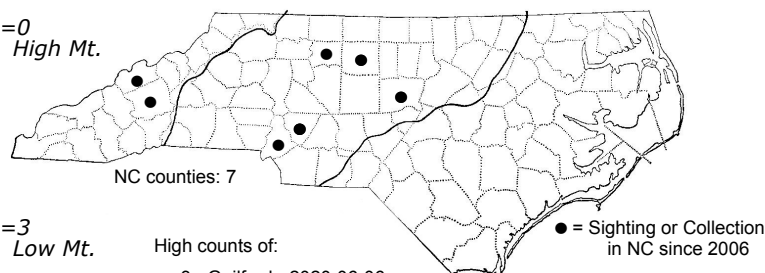 =0
High Mt.
NC counties: 7
=3
Low Mt.
High counts of:
● = Sighting or Collection
in NC since 2006